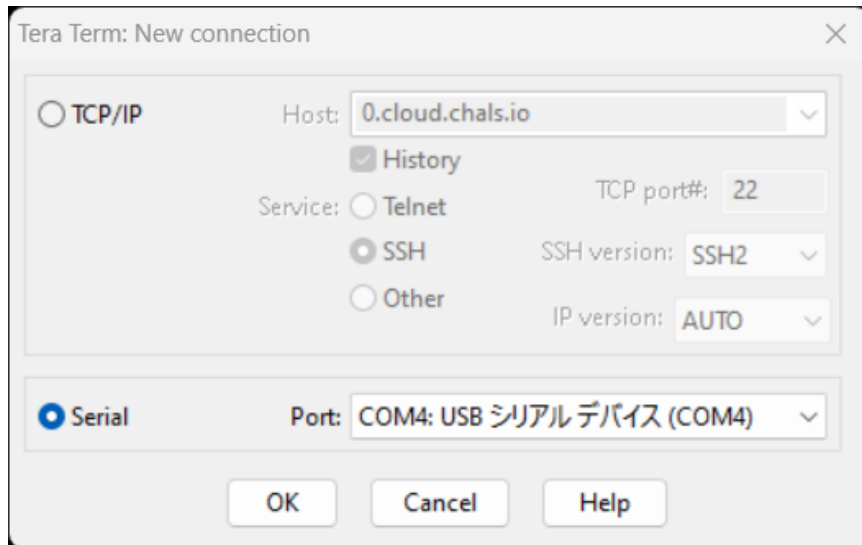 Tera Term: New connection
TCP/IP
Host: 0.cloud.chals.io
History
Service: Telnet
TCP port#: 22
SSH
SSH version: SSH2
Other
IP version: AUTO
Serial
Port: COM4: USB シリアル デバイス (COM4)
OK Cancel Help